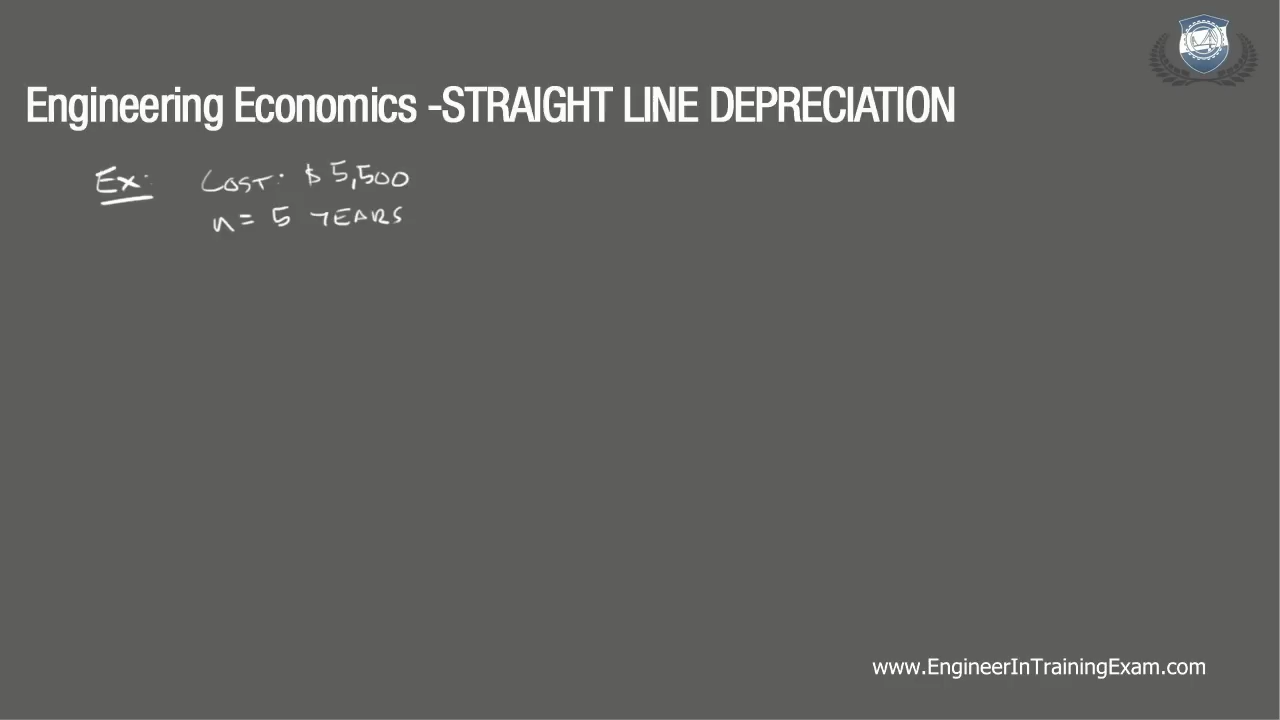 Engineering Economics -STRAIGHT LINE DEPRECIATION
Ex: COST: $5,500
n = 5 YEARS
www.EngineerInTrainingExam.com